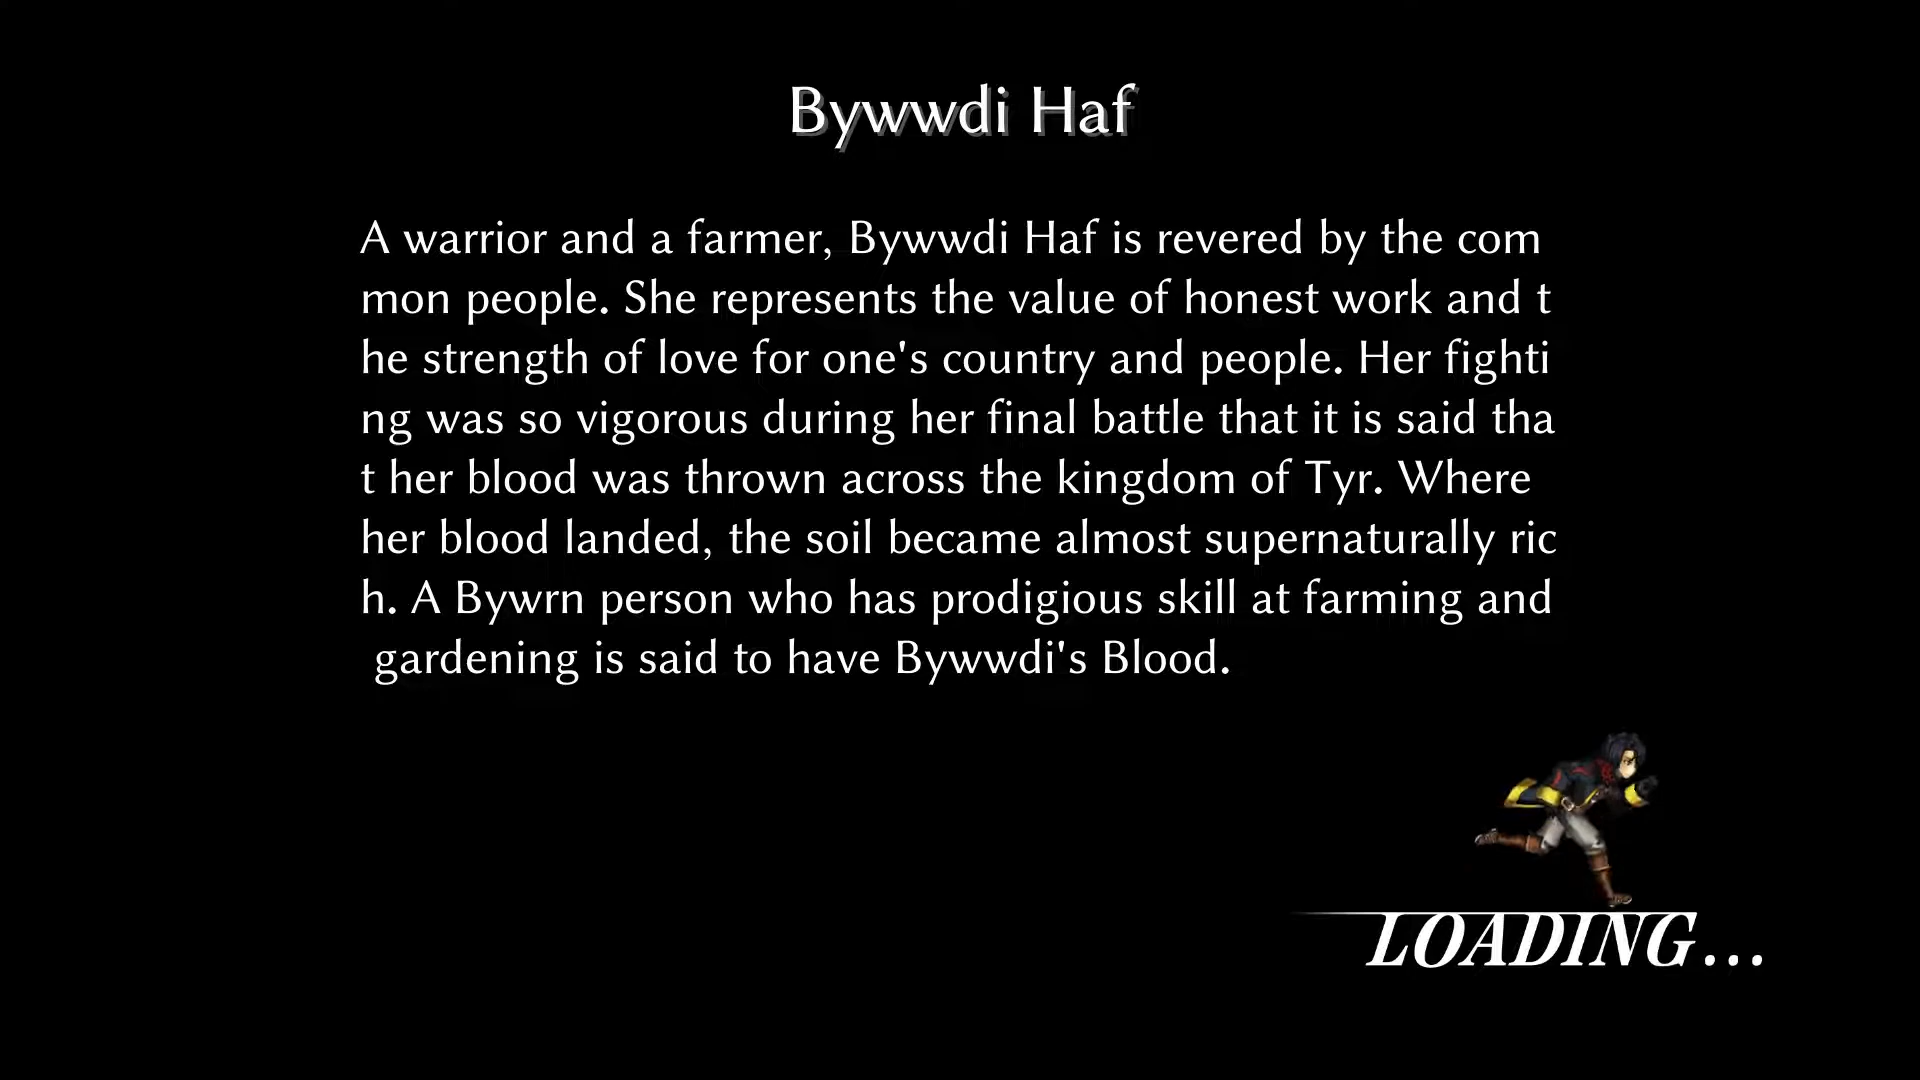 Bywwdi Haf
A warrior and a farmer, Bywwdi Haf is revered by the com
mon people. She represents the value of honest work and t
he strength of love for one's country and people. Her fighti
ng was so vigorous during her final battle that it is said tha
t her blood was thrown across the kingdom of Tyr. Where
her blood landed, the soil became almost supernaturally ric
h. A Bywrn person who has prodigious skill at farming and
gardening is said to have Bywwdi's Blood.
LOADING...